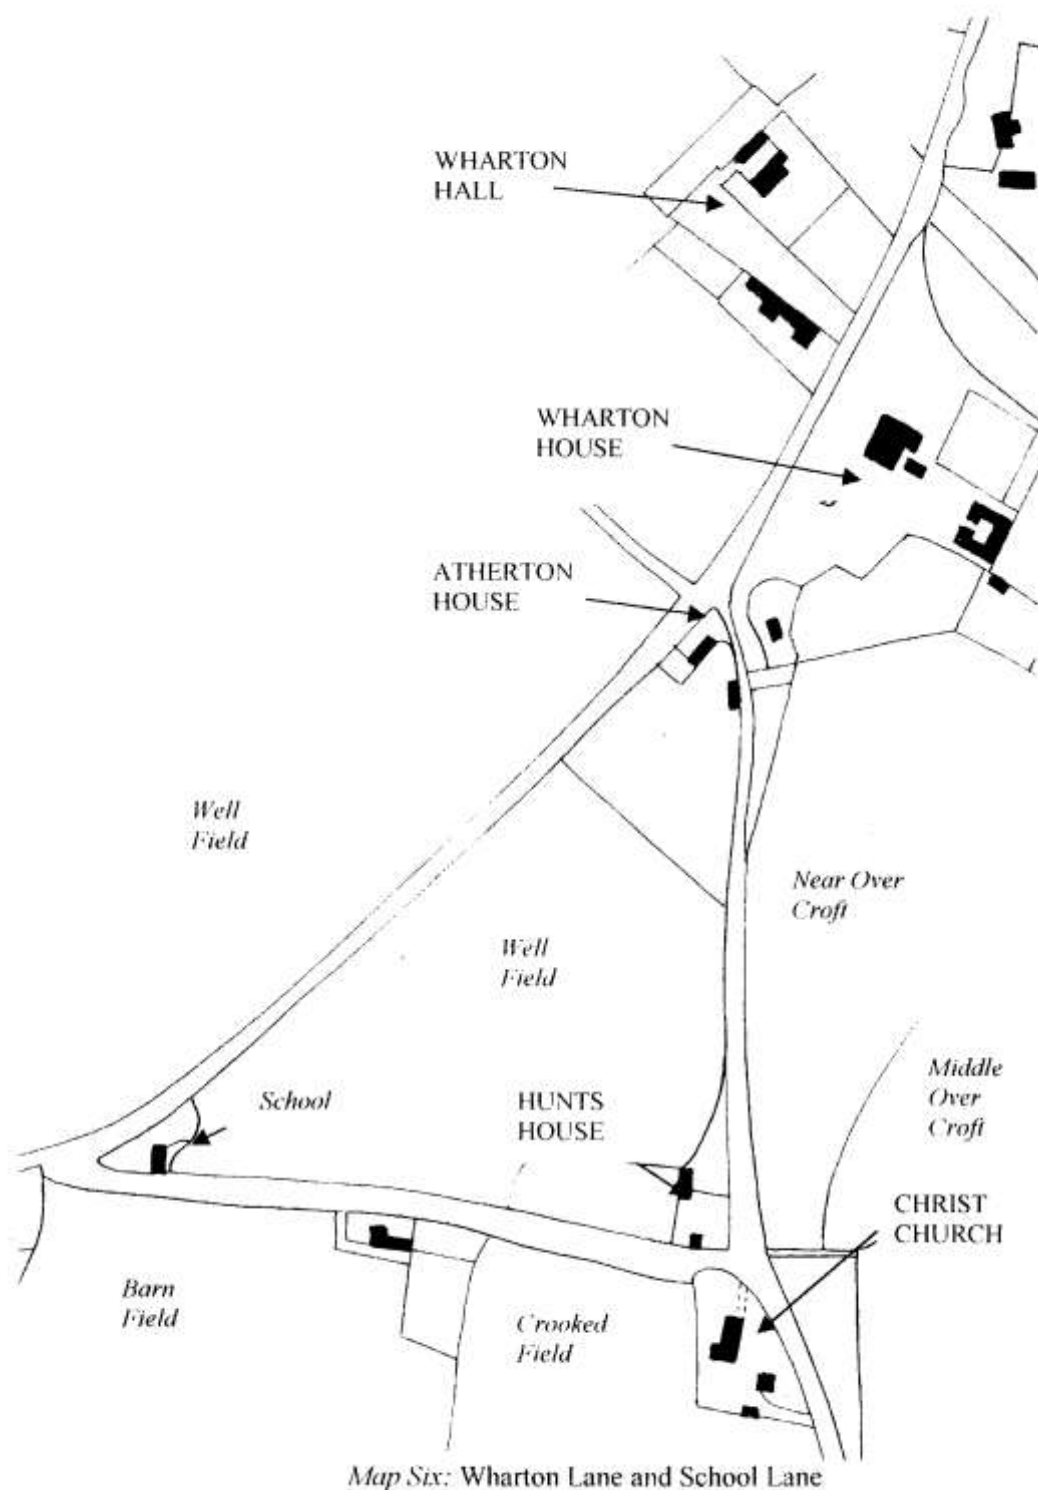 WHARTON
HALL
WHARTON
HOUSE
ATHERTON
HOUSE
Well
Field
Near Over
Croft
Well
Field
School
HUNTS
HOUSE
Middle
Over
Croft
CHRIST
CHURCH
Barn
Field
Crooked
Field
Map Six: Wharton Lane and School Lane